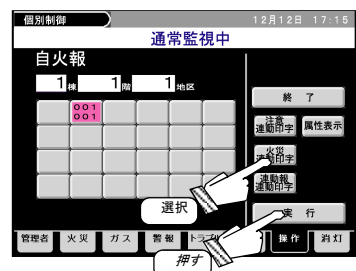 個別制御
12月12日 17:15
通常監視中
自火報
1棟 1階 1地区
001
001
終 了
注意
連動印字
属性表示
火災
連動印字
連動報
連動印字
選択
実 行
管理者 火災 ガス 警報 トラブル 操作 消灯
押す